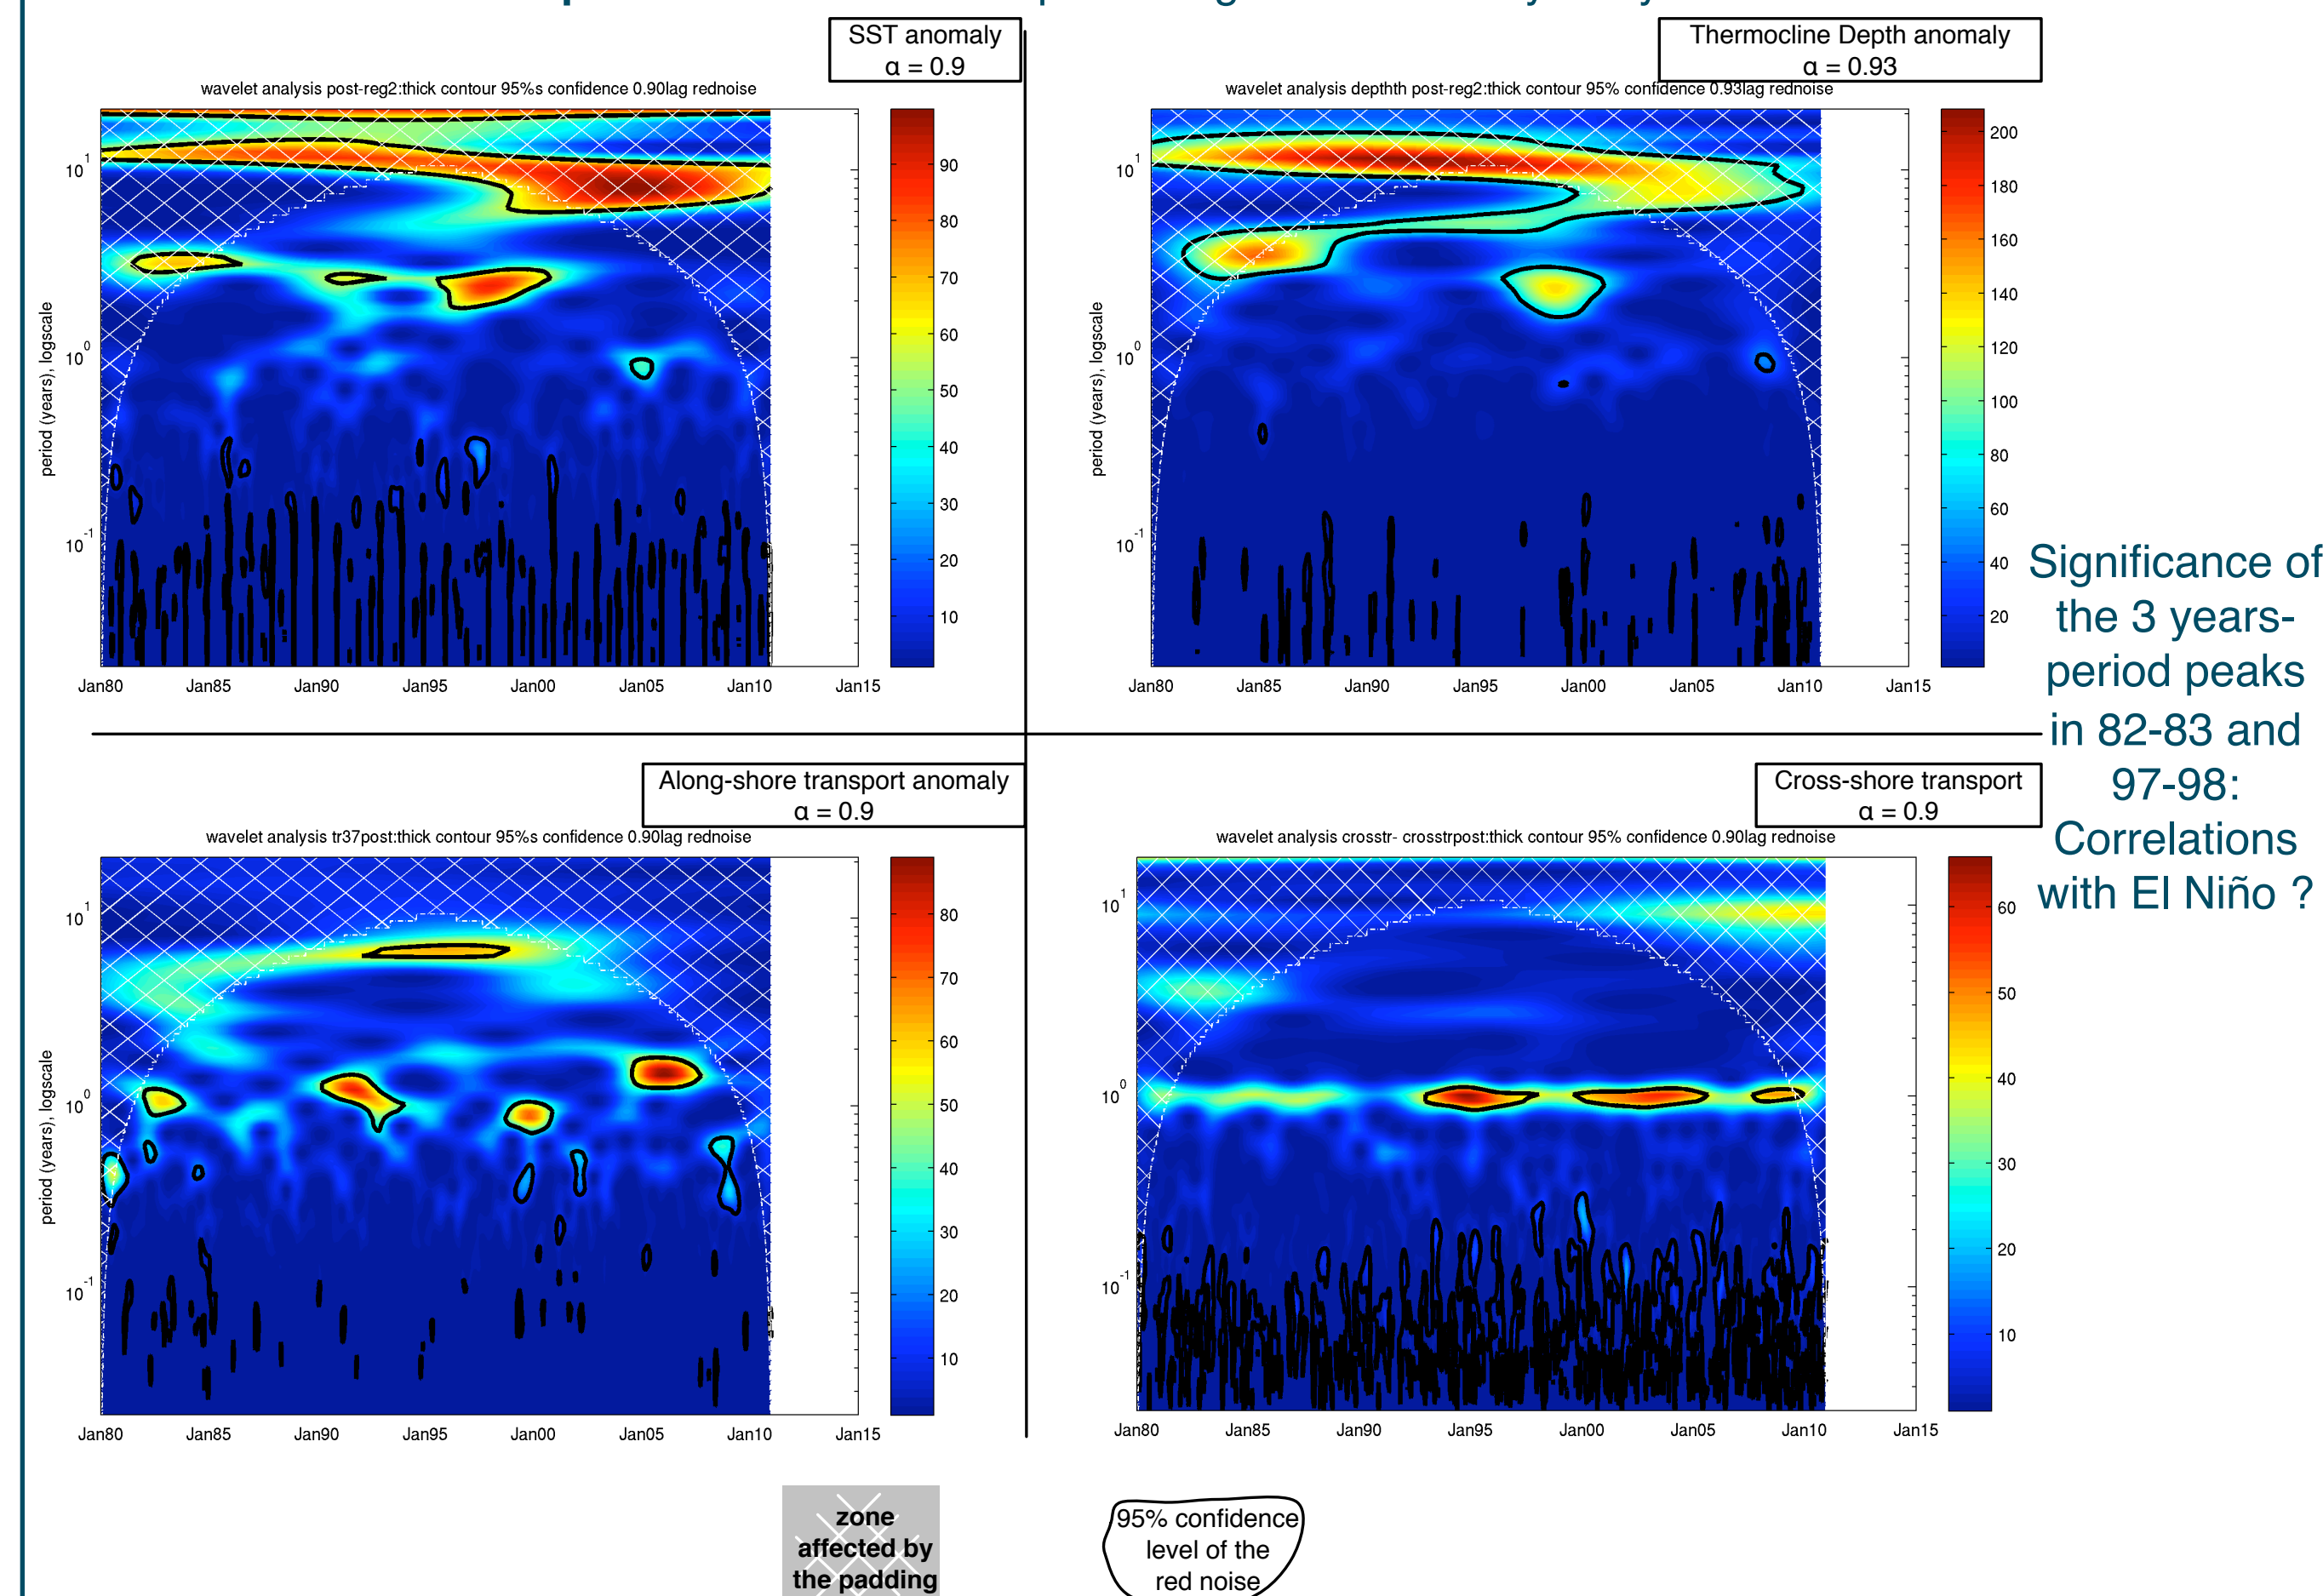 SST anomaly
α = 0.9
wavelet analysis post-reg2:thick contour 95%s confidence 0.90lag rednoise
period (years), logscale
10^1
10^0
10^-1
Jan80 Jan85 Jan90 Jan95 Jan00 Jan05 Jan10 Jan15
90
80
70
60
50
40
30
20
10
Thermocline Depth anomaly
α = 0.93
wavelet analysis depthth post-reg2:thick contour 95% confidence 0.93lag rednoise
period (years), logscale
10^1
10^0
10^-1
Jan80 Jan85 Jan90 Jan95 Jan00 Jan05 Jan10 Jan15
200
180
160
140
120
100
80
60
40
20
Along-shore transport anomaly
α = 0.9
wavelet analysis tr37post:thick contour 95%s confidence 0.90lag rednoise
period (years), logscale
10^1
10^0
10^-1
Jan80 Jan85 Jan90 Jan95 Jan00 Jan05 Jan10 Jan15
80
70
60
50
40
30
20
10
Cross-shore transport
α = 0.9
wavelet analysis crosstr- crosstrpost:thick contour 95% confidence 0.90lag rednoise
10^1
10^0
10^-1
Jan80 Jan85 Jan90 Jan95 Jan00 Jan05 Jan10 Jan15
60
50
40
30
20
10
Significance of
the 3 years-
period peaks
in 82-83 and
97-98:
Correlations
with El Niño ?
zone
affected by
the padding
95% confidence
level of the
red noise